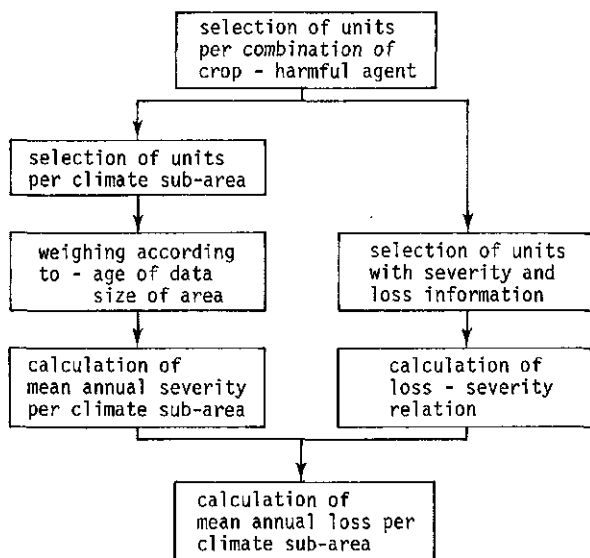 selection of units
per combination of
crop - harmful agent
selection of units
per climate sub-area
weighing according
to - age of data
size of area
selection of units
with severity and
loss information
calculation of
mean annual severity
per climate sub-area
calculation of
loss - severity
relation
calculation of
mean annual loss per
climate sub-area